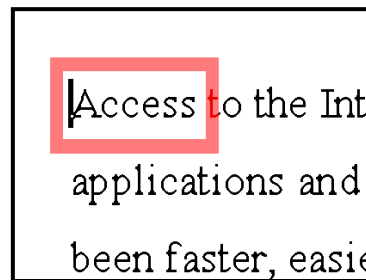 Access to the Int
applications and
been faster, easie